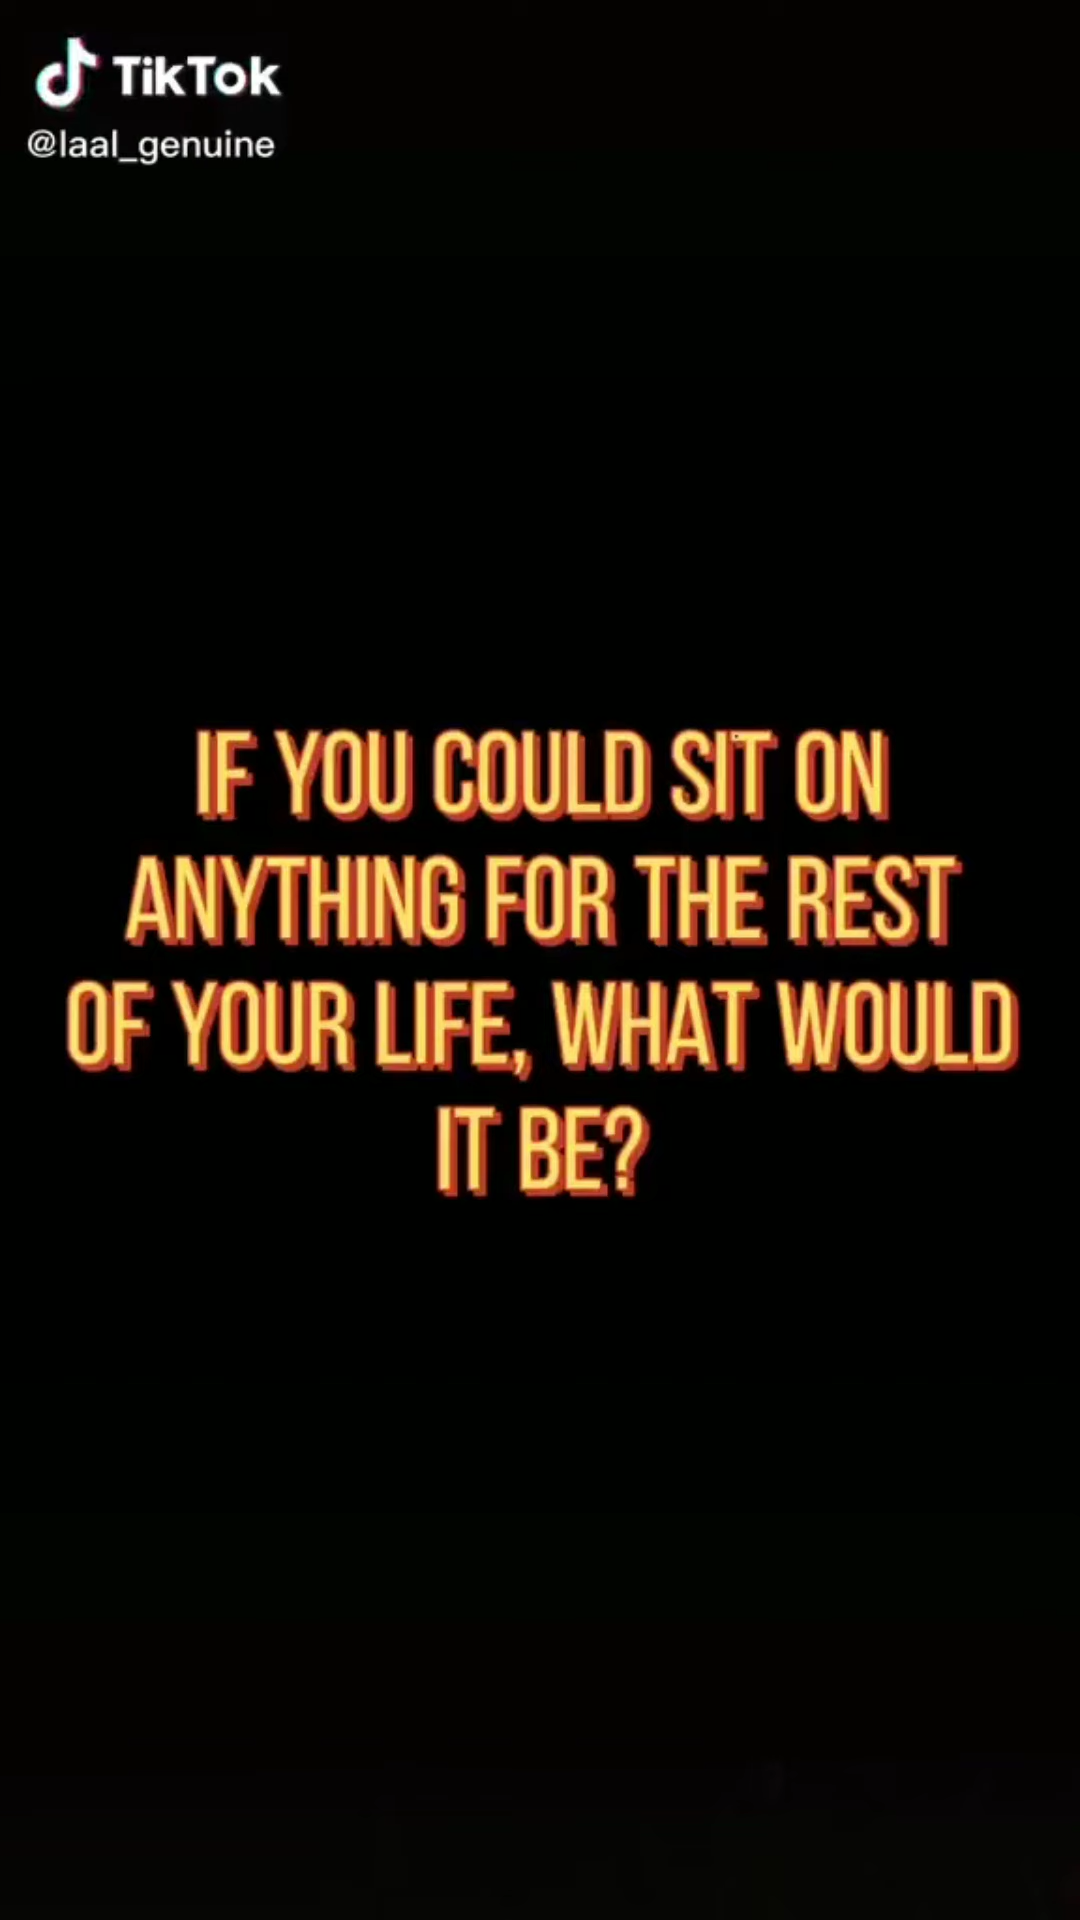 TikTok
@laal_genuine
IF YOU COULD SIT ON
ANYTHING FOR THE REST
OF YOUR LIFE, WHAT WOULD
IT BE?